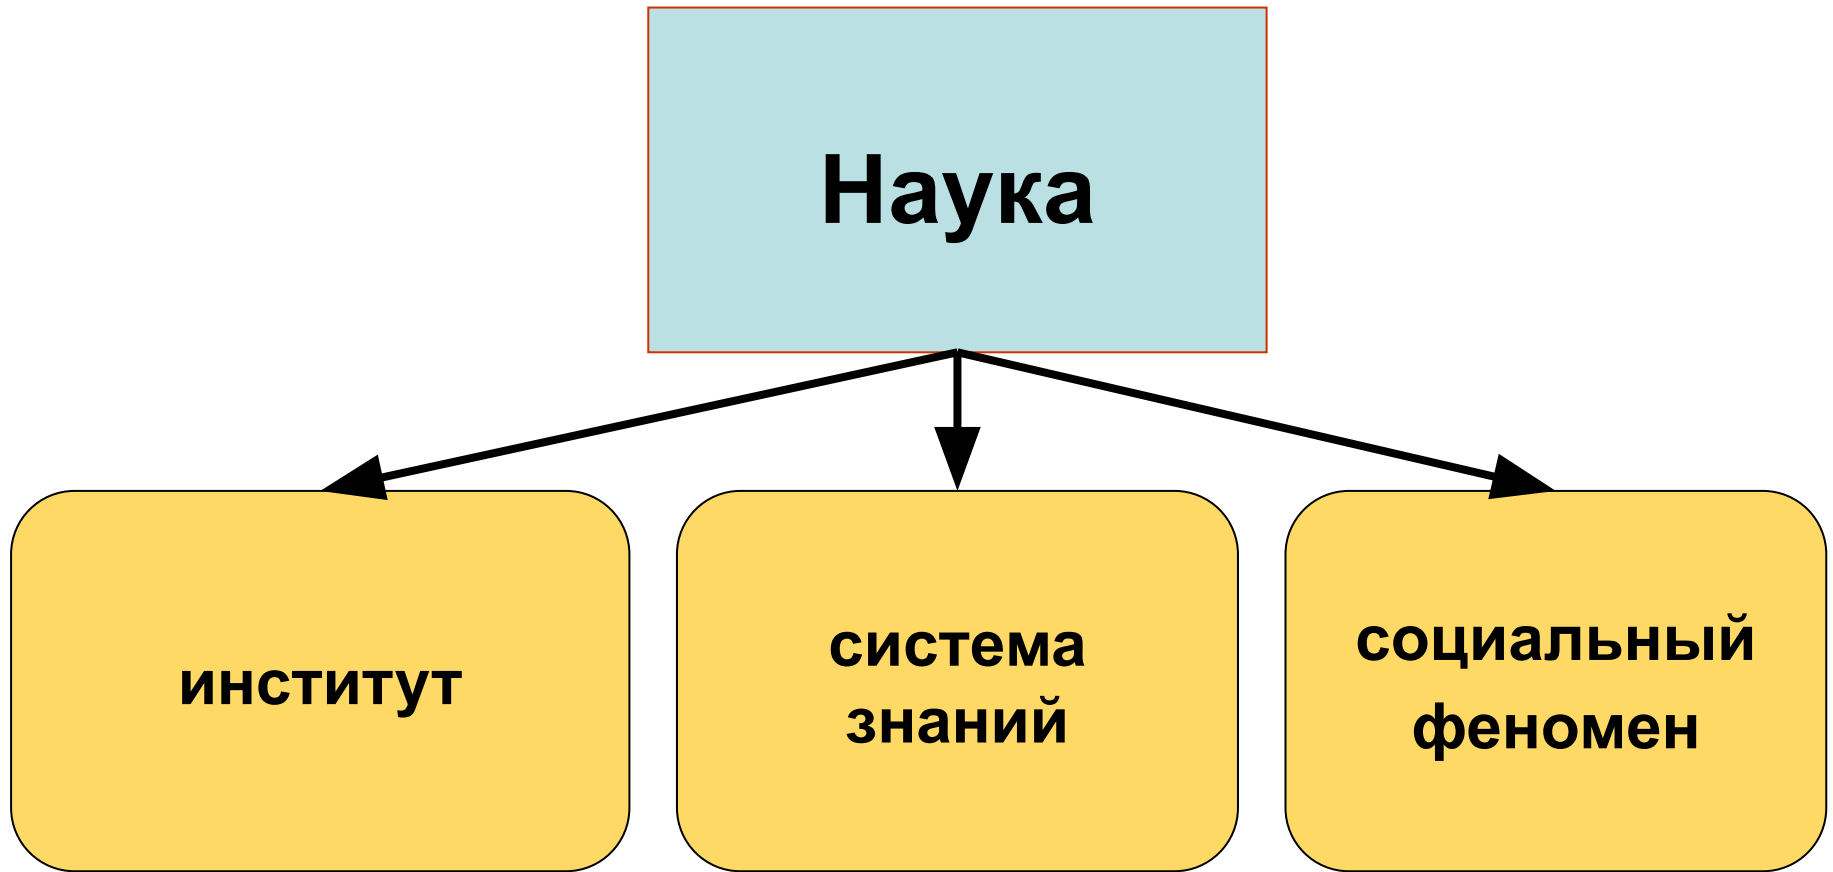 Наука
институт
система
знаний
социальный
феномен